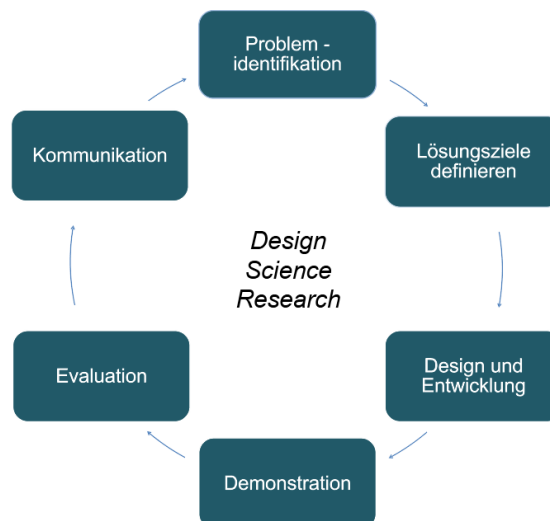 Problem -
identifikation
Lösungsziele
definieren
Design und
Entwicklung
Demonstration
Evaluation
Kommunikation
Design
Science
Research